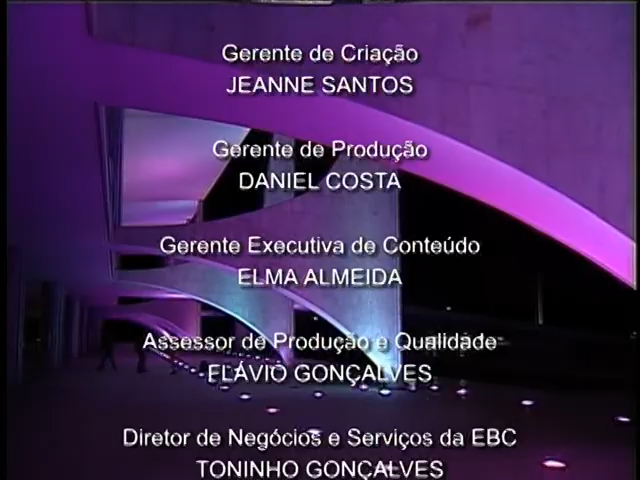 Gerente de Criação
JEANNE SANTOS
Gerente de Produção
DANIEL COSTA
Gerente Executiva de Conteúdo
ELMA ALMEIDA
Assessor de Produção e Qualidade
FLÁVIO GONÇALVES
Diretor de Negócios e Serviços da EBC
TONINHO GONÇALVES